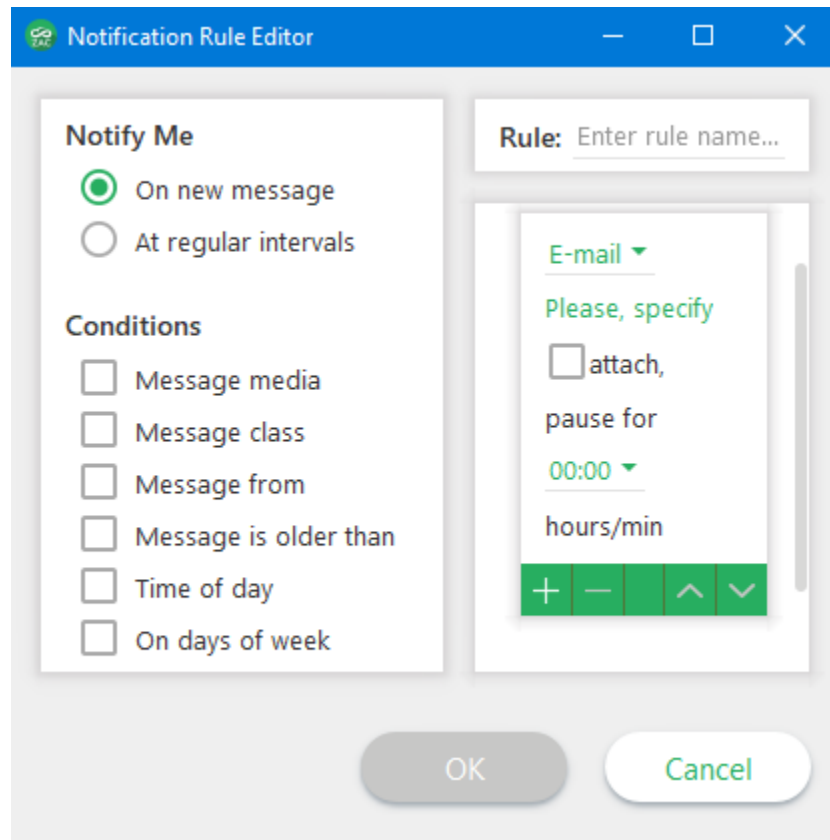 ZAC
Notification Rule Editor
Notify Me
On new message
At regular intervals
Conditions
Message media
Message class
Message from
Message is older than
Time of day
On days of week
Rule: Enter rule name...
E-mail
Please, specify
attach,
pause for
00:00
hours/min
OK
Cancel